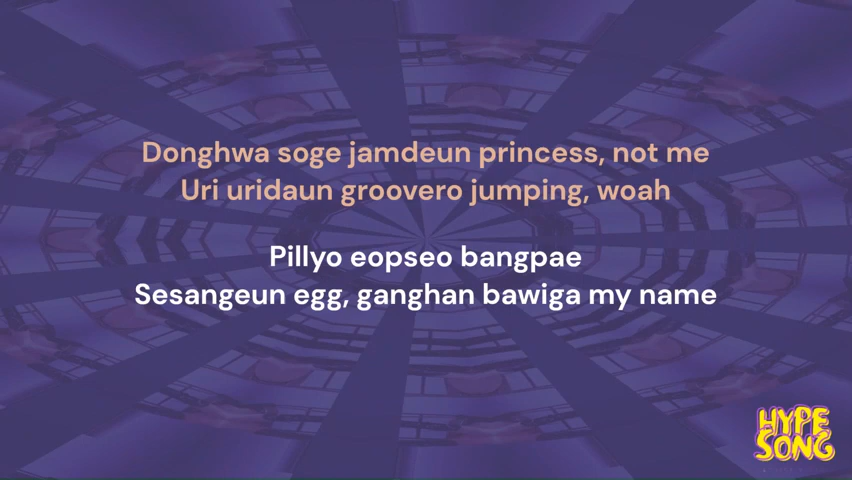 Donghwa soge jamdeun princess, not me
Uri uridaun groovero jumping, woah
Pillyo eopseo bangpae
Sesangeun egg, ganghan bawiga my name
HYPE
SONG